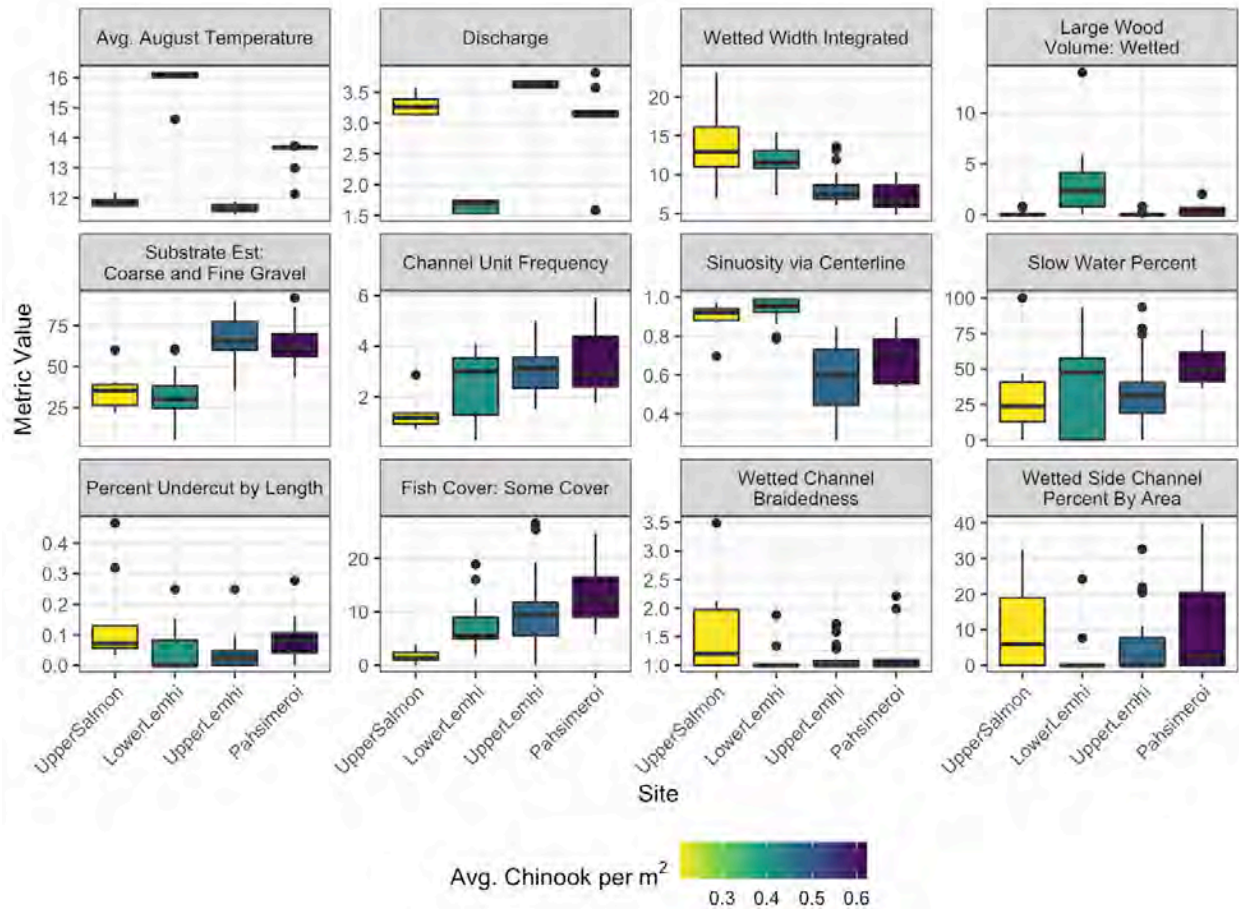 Avg. August Temperature
Discharge
Wetted Width Integrated
Large Wood
Volume: Wetted
16
15
14
13
12
3.5
3.0
2.5
2.0
1.5
20
15
10
5
10
5
0
Substrate Est:
Coarse and Fine Gravel
Channel Unit Frequency
Sinuosity via Centerline
Slow Water Percent
75
50
25
6
4
2
1.0
0.8
0.6
0.4
100
75
50
25
0
Percent Undercut by Length
Fish Cover: Some Cover
Wetted Channel
Braidedness
Wetted Side Channel
Percent By Area
0.4
0.3
0.2
0.1
0.0
20
10
0
3.5
3.0
2.5
2.0
1.5
1.0
40
30
20
10
0
Metric Value
UpperSalmon
LowerLemhi
UpperLemhi
Pahsimeroi
UpperSalmon
LowerLemhi
UpperLemhi
Pahsimeroi
UpperSalmon
LowerLemhi
UpperLemhi
Pahsimeroi
UpperSalmon
LowerLemhi
UpperLemhi
Pahsimeroi
Site
Avg. Chinook per m²
0.3 0.4 0.5 0.6